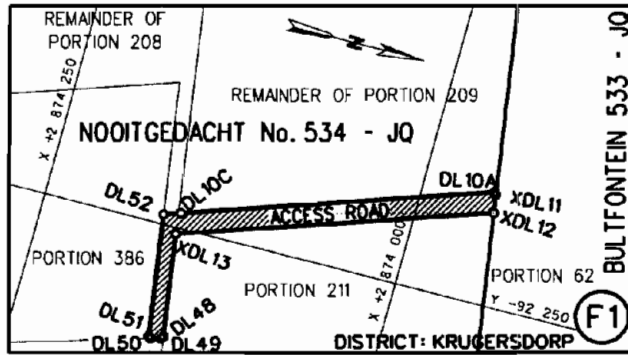 REMAINDER OF
PORTION 208
X +2 874 250
N
REMAINDER OF PORTION 209
NOOITGEDACHT No. 534 - JQ
BULTFONTEIN 533 - JQ
DL52
DL10C
DL10A
XDL11
XDL12
ACCESS ROAD
XDL13
PORTION 386
PORTION 211
X +2 874 000
PORTION 62
Y -92 250
DL51
DL50
DL48
DL49
DISTRICT: KRUGERSDORP
F1